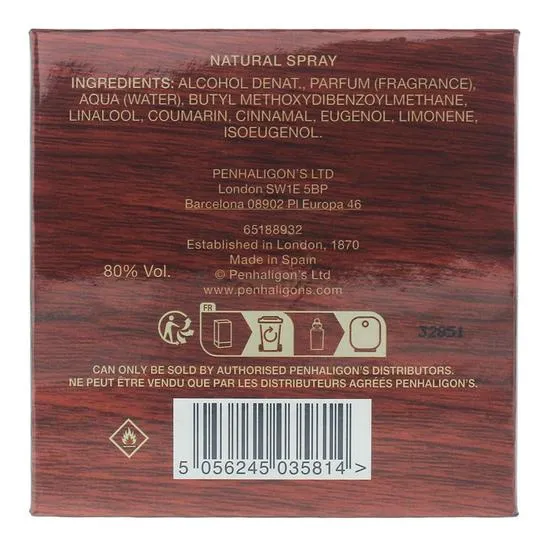 NATURAL SPRAY
INGREDIENTS: ALCOHOL DENAT., PARFUM (FRAGRANCE),
AQUA (WATER), BUTYL METHOXYDIBENZOYLMETHANE,
LINALOOL, COUMARIN, CINNAMAL, EUGENOL, LIMONENE,
ISOEUGENOL.
PENHALIGON'S LTD
London SW1E 5BP
Barcelona 08902 Pl Europa 46
65188932
Established in London, 1870
Made in Spain
80% Vol.
© Penhaligon's Ltd
www.penhaligons.com
FR
32851
CAN ONLY BE SOLD BY AUTHORISED PENHALIGON'S DISTRIBUTORS.
NE PEUT ÊTRE VENDU QUE PAR LES DISTRIBUTEURS AGRÉÉS PENHALIGON'S.
5 056245 035814 >